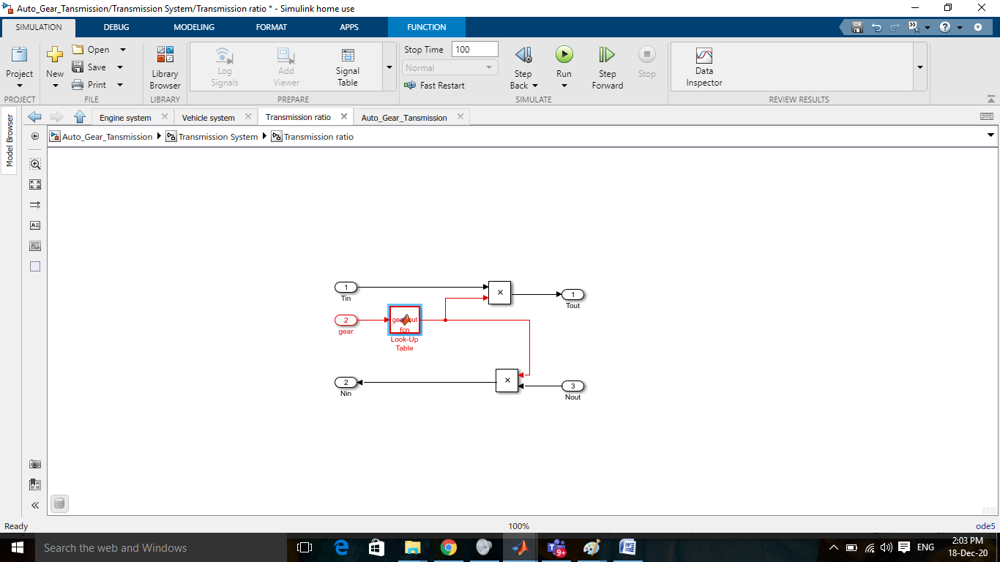 Auto_Gear_Tansmission/Transmission System/Transmission ratio * - Simulink home use
SIMULATION DEBUG MODELING FORMAT APPS FUNCTION
Project
New
Open
Save
Print
Library
Browser
Log
Signals
Add
Viewer
Signal
Table
Stop Time 100
Normal
Fast Restart
Step
Back
Run
Step
Forward
Stop
Data
Inspector
PROJECT FILE LIBRARY PREPARE SIMULATE REVIEW RESULTS
Engine system Vehicle system Transmission ratio Auto_Gear_Tansmission
Model Browser
Auto_Gear_Tansmission Transmission System Transmission ratio
1
Tin
×
1
Tout
2
gear
fcn
Look-Up
Table
2
Nin
×
3
Nout
Ready 100% ode5
Search the web and Windows
9+
ENG
2:03 PM
18-Dec-20